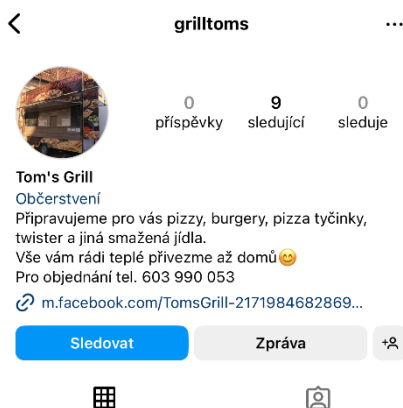 grilltoms
0 9 0
příspěvky sledující sleduje
Tom's Grill
Občerstvení
Připravujeme pro vás pizzy, burgery, pizza tyčinky,
twister a jiná smažená jídla.
Vše vám rádi teplé přivezme až domů😊
Pro objednání tel. 603 990 053
m.facebook.com/TomsGrill-2171984682869...
Sledovat Zpráva